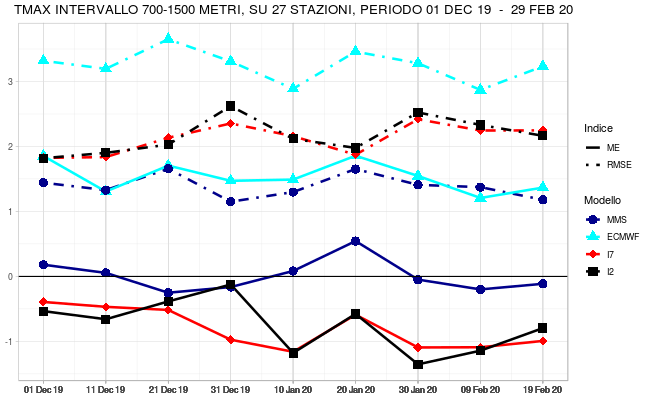 TMAX INTERVALLO 700-1500 METRI, SU 27 STAZIONI, PERIODO 01 DEC 19 - 29 FEB 20
3
2
1
0
-1
01 Dec 19 11 Dec 19 21 Dec 19 31 Dec 19 10 Jan 20 20 Jan 20 30 Jan 20 09 Feb 20 19 Feb 20
Indice
ME
RMSE
Modello
MMS
ECMWF
I7
I2